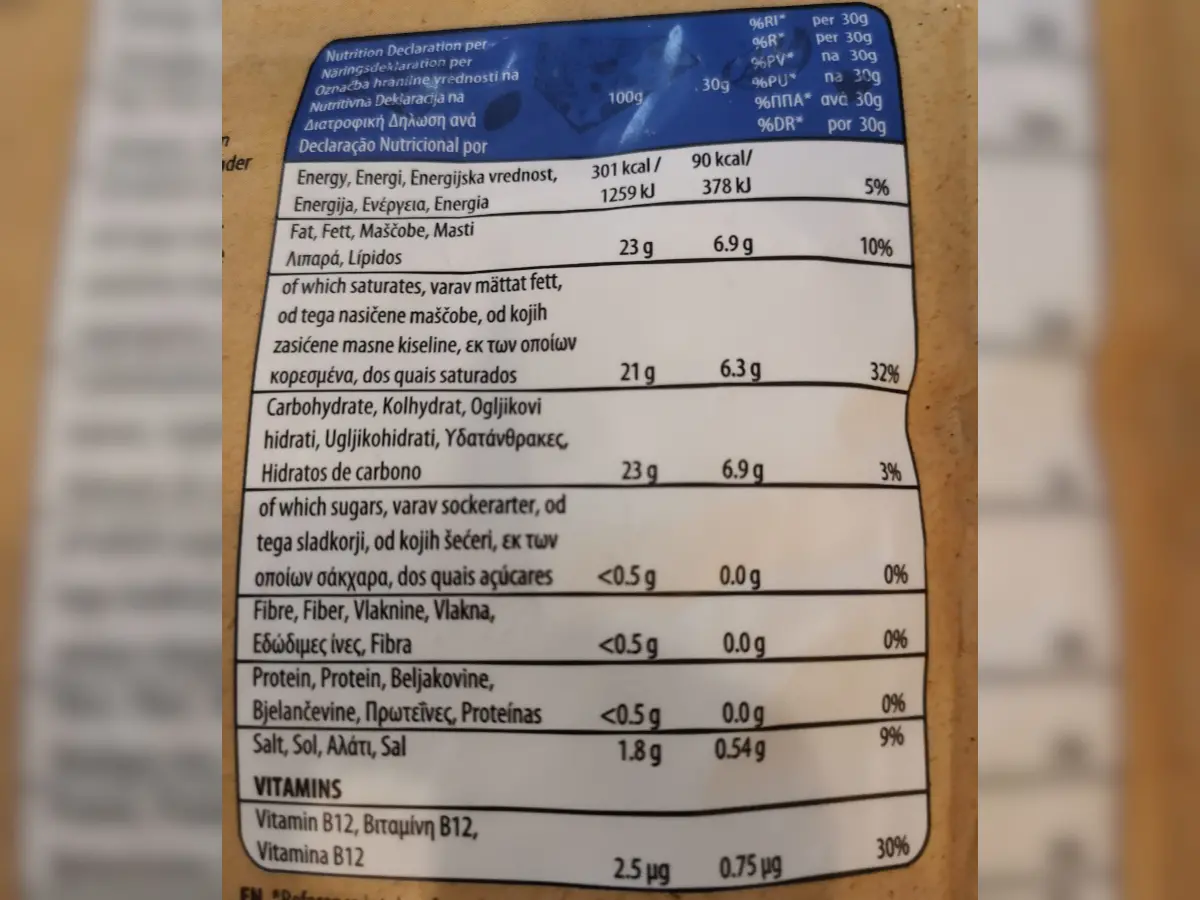 Nutrition Declaration per
Näringsdeklaration per
Označba hranilne vrednosti na
Nutritivna Deklaracija na
Διατροφική Δήλωση ανά
Declaração Nutricional por
100g
30g
%RI* per 30g
%R* per 30g
%PV* na 30g
%PU* na 30g
%ΠΠΑ* ανά 30g
%DR* por 30g
Energy, Energi, Energijska vrednost, 301 kcal / 90 kcal/
Energija, Ενέργεια, Energia 1259 kJ 378 kJ 5%
Fat, Fett, Maščobe, Masti
Λιπαρά, Lípidos 23 g 6.9 g 10%
of which saturates, varav mättat fett,
od tega nasičene maščobe, od kojih
zasićene masne kiseline, εκ των οποίων
κορεσμένα, dos quais saturados 21 g 6.3 g 32%
Carbohydrate, Kolhydrat, Ogljikovi
hidrati, Ugljikohidrati, Υδατάνθρακες,
Hidratos de carbono 23 g 6.9 g 3%
of which sugars, varav sockerarter, od
tega sladkorji, od kojih šećeri, εκ των
οποίων σάκχαρα, dos quais açúcares <0.5 g 0.0 g 0%
Fibre, Fiber, Vlaknine, Vlakna,
Εδώδιμες ίνες, Fibra <0.5 g 0.0 g 0%
Protein, Protein, Beljakovine,
Bjelančevine, Πρωτεΐνες, Proteínas <0.5 g 0.0 g 0%
Salt, Sol, Αλάτι, Sal 1.8 g 0.54 g 9%
VITAMINS
Vitamin B12, Βιταμίνη B12,
Vitamina B12 2.5 µg 0.75 µg 30%
EN